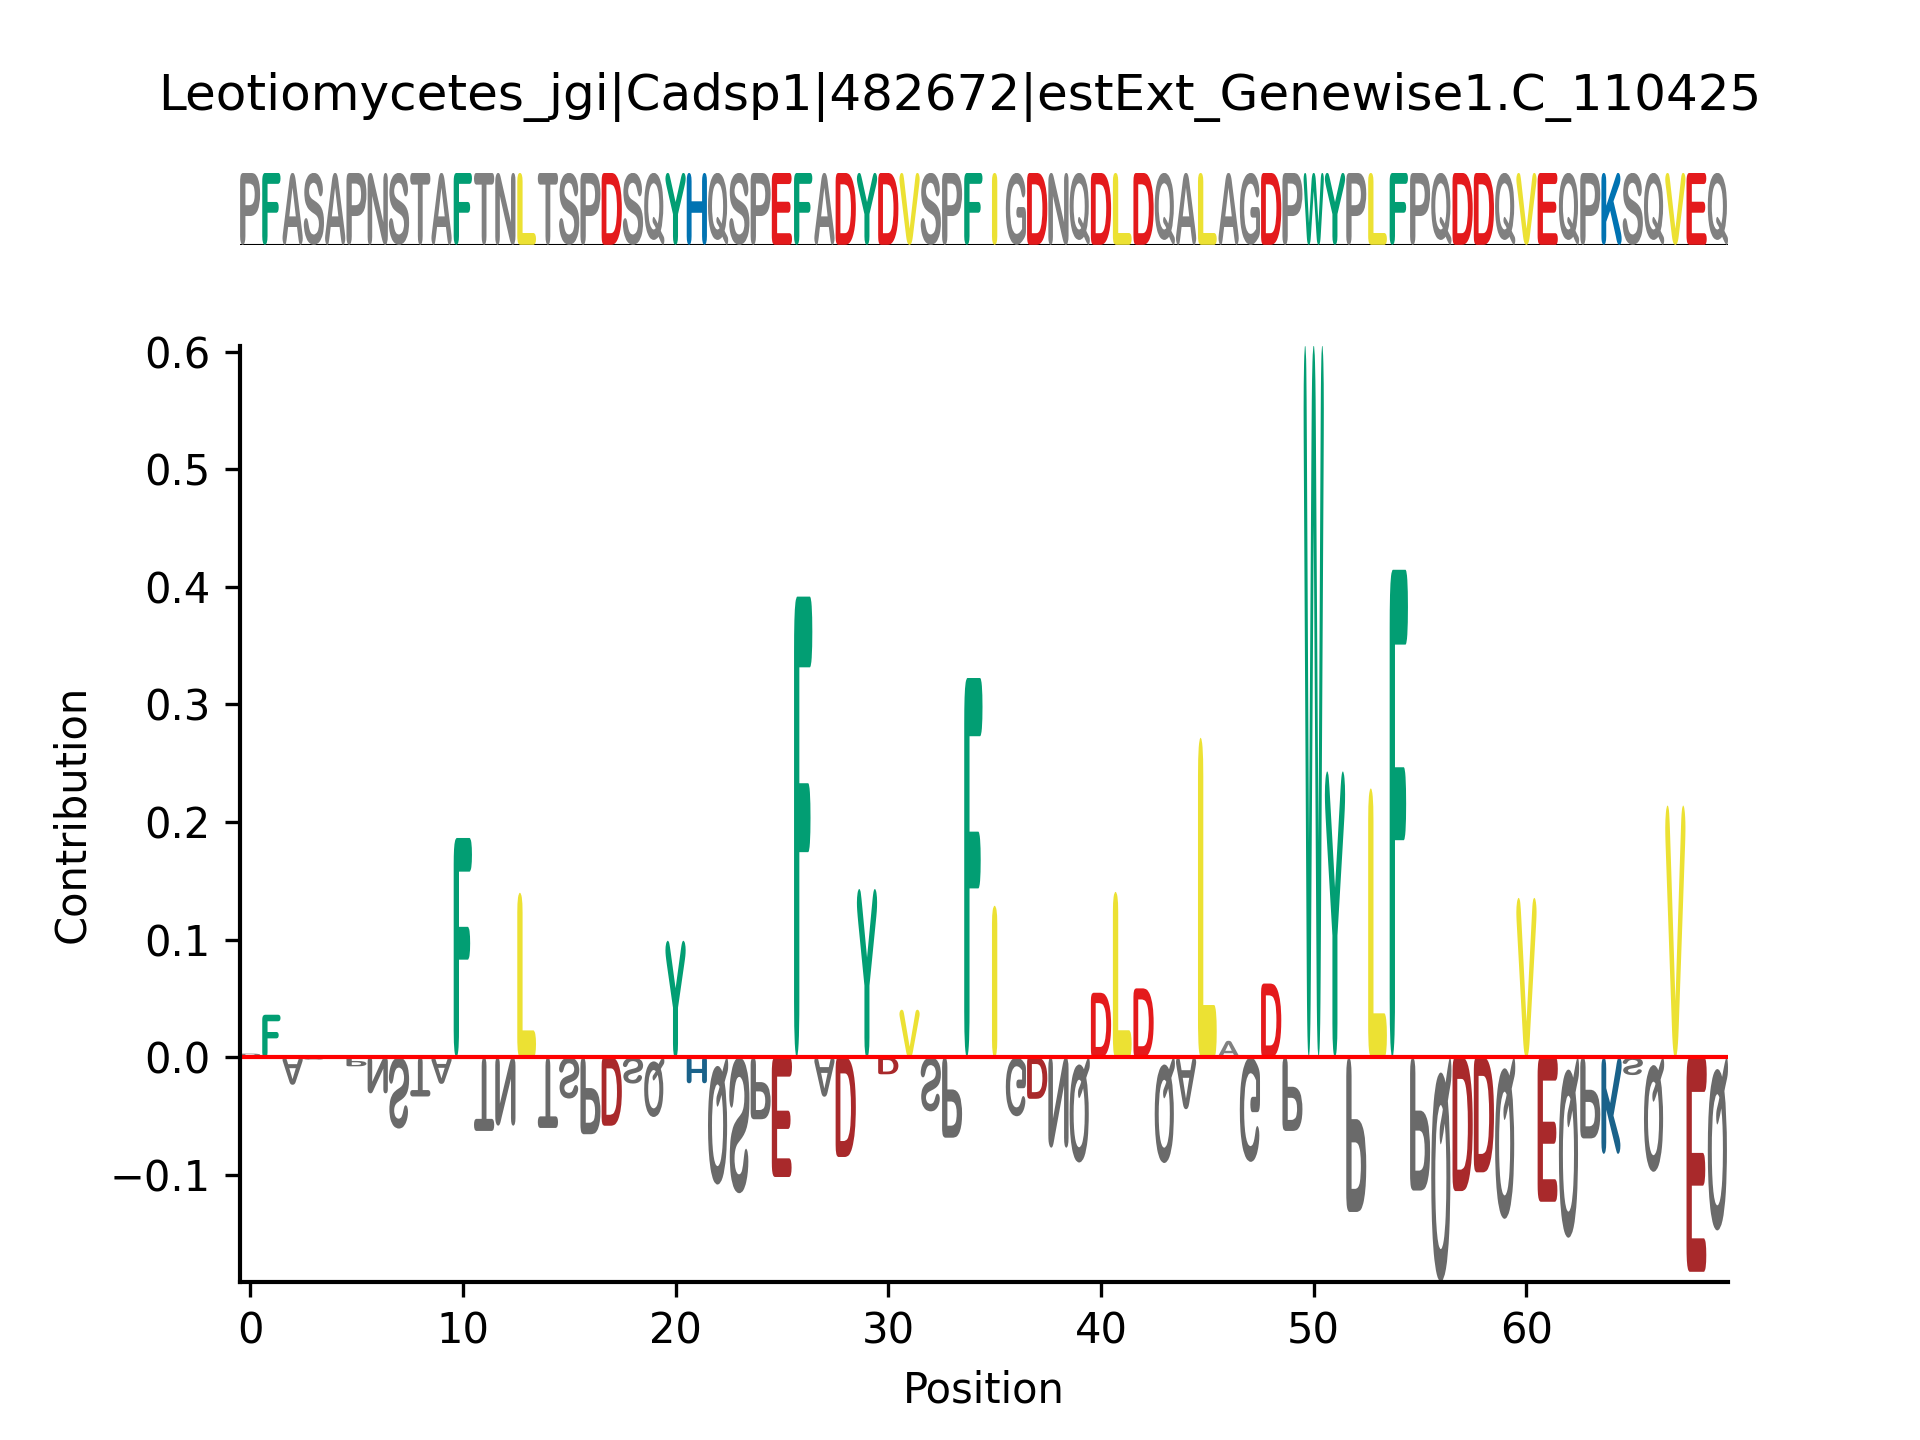 Leotiomycetes_jgi|Cadsp1|482672|estExt_Genewise1.C_110425
PFASAPNSTAFTNLTSPDSQYHQSPEFADYDVSPFIGDNQDLDQALAGDPWYPLFPQDDQVEQPKSQVEQ
0.6
0.5
0.4
0.3
0.2
0.1
0.0
−0.1
Contribution
0 10 20 30 40 50 60
Position